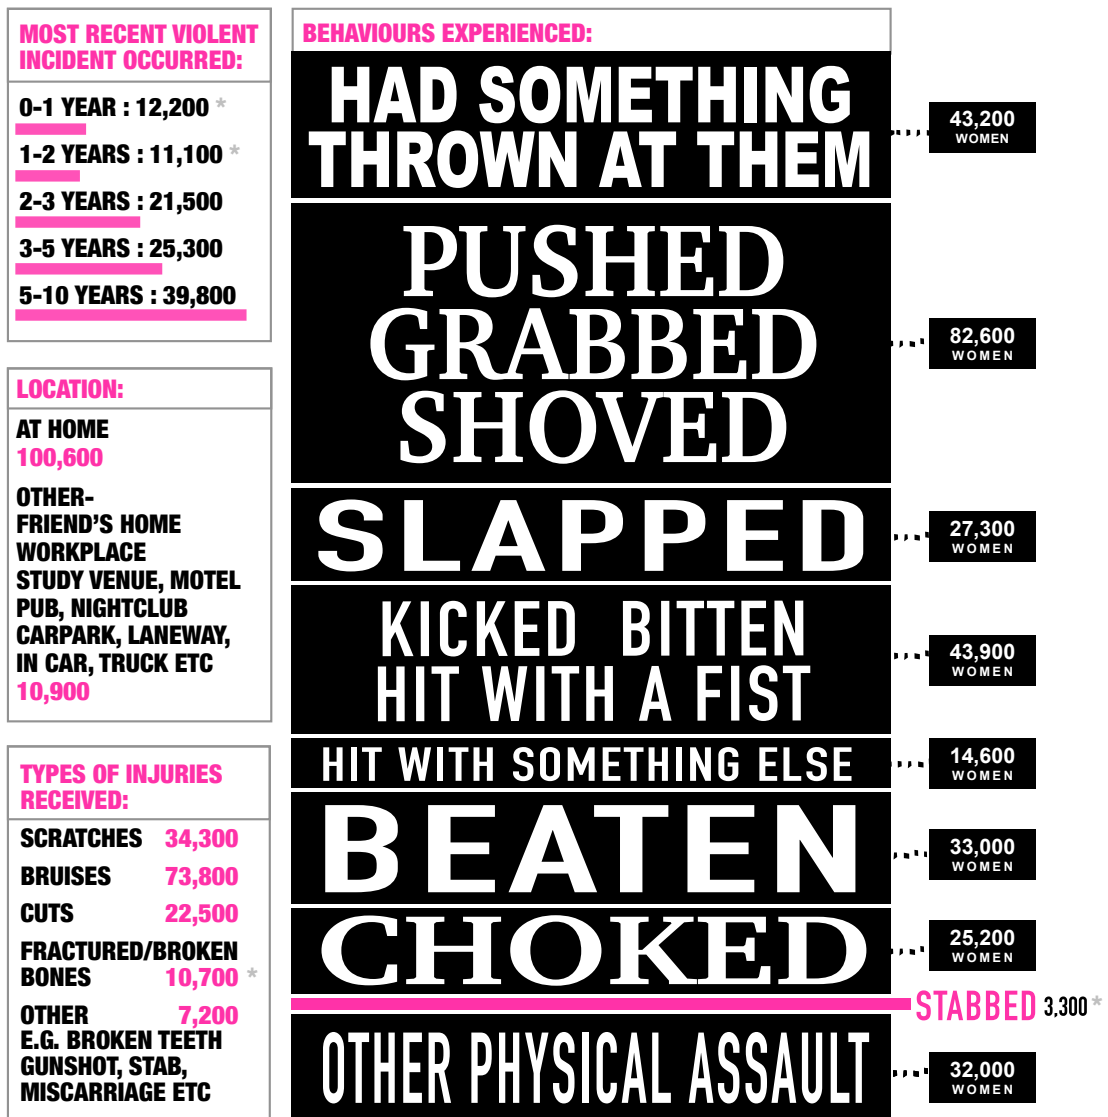 MOST RECENT VIOLENT
INCIDENT OCCURRED:
0-1 YEAR : 12,200 *
1-2 YEARS : 11,100 *
2-3 YEARS : 21,500
3-5 YEARS : 25,300
5-10 YEARS : 39,800
LOCATION:
AT HOME
100,600
OTHER-
FRIEND'S HOME
WORKPLACE
STUDY VENUE, MOTEL
PUB, NIGHTCLUB
CARPARK, LANEWAY,
IN CAR, TRUCK ETC
10,900
TYPES OF INJURIES
RECEIVED:
SCRATCHES 34,300
BRUISES 73,800
CUTS 22,500
FRACTURED/BROKEN
BONES 10,700 *
OTHER 7,200
E.G. BROKEN TEETH
GUNSHOT, STAB,
MISCARRIAGE ETC
BEHAVIOURS EXPERIENCED:
HAD SOMETHING
THROWN AT THEM
43,200
WOMEN
PUSHED
GRABBED
SHOVED
82,600
WOMEN
SLAPPED
27,300
WOMEN
KICKED BITTEN
HIT WITH A FIST
43,900
WOMEN
HIT WITH SOMETHING ELSE
14,600
WOMEN
BEATEN
33,000
WOMEN
CHOKED
25,200
WOMEN
STABBED 3,300 *
OTHER PHYSICAL ASSAULT
32,000
WOMEN